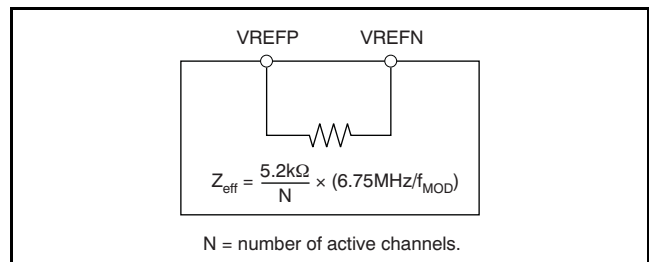 VREFP VREFN
Zeff = 5.2kΩ/N × (6.75MHz/fMOD)
N = number of active channels.